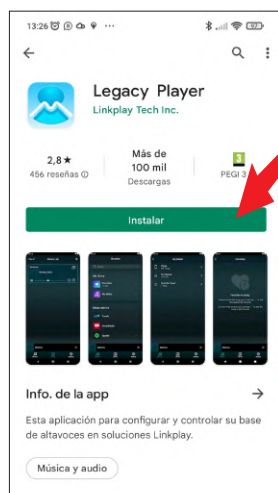 13:26
Legacy Player
Linkplay Tech Inc.
2,8★
456 reseñas
Más de
100 mil
Descargas
3
PEGI 3
Instalar
Info. de la app
Esta aplicación para configurar y controlar su base
de altavoces en soluciones Linkplay.
Música y audio